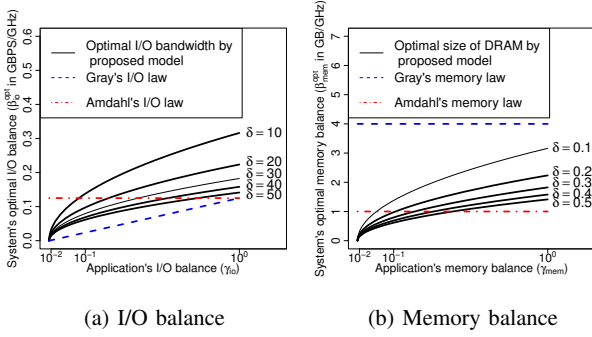 System's optimal I/O balance (β_io^opt in GBPS/GHz)
0.6
0.5
0.4
0.3
0.2
0.1
0.0
Optimal I/O bandwidth by
proposed model
Gray's I/O law
Amdahl's I/O law
δ = 10
δ = 20
δ = 30
δ = 40
δ = 50
10^-2
10^-1
10^0
Application's I/O balance (γ_io)
(a) I/O balance
System's optimal memory balance (β_mem^opt in GB/GHz)
7
6
5
4
3
2
1
0
Optimal size of DRAM by
proposed model
Gray's memory law
Amdahl's memory law
δ = 0.1
δ = 0.2
δ = 0.3
δ = 0.4
δ = 0.5
10^-2
10^-1
10^0
Application's memory balance (γ_mem)
(b) Memory balance